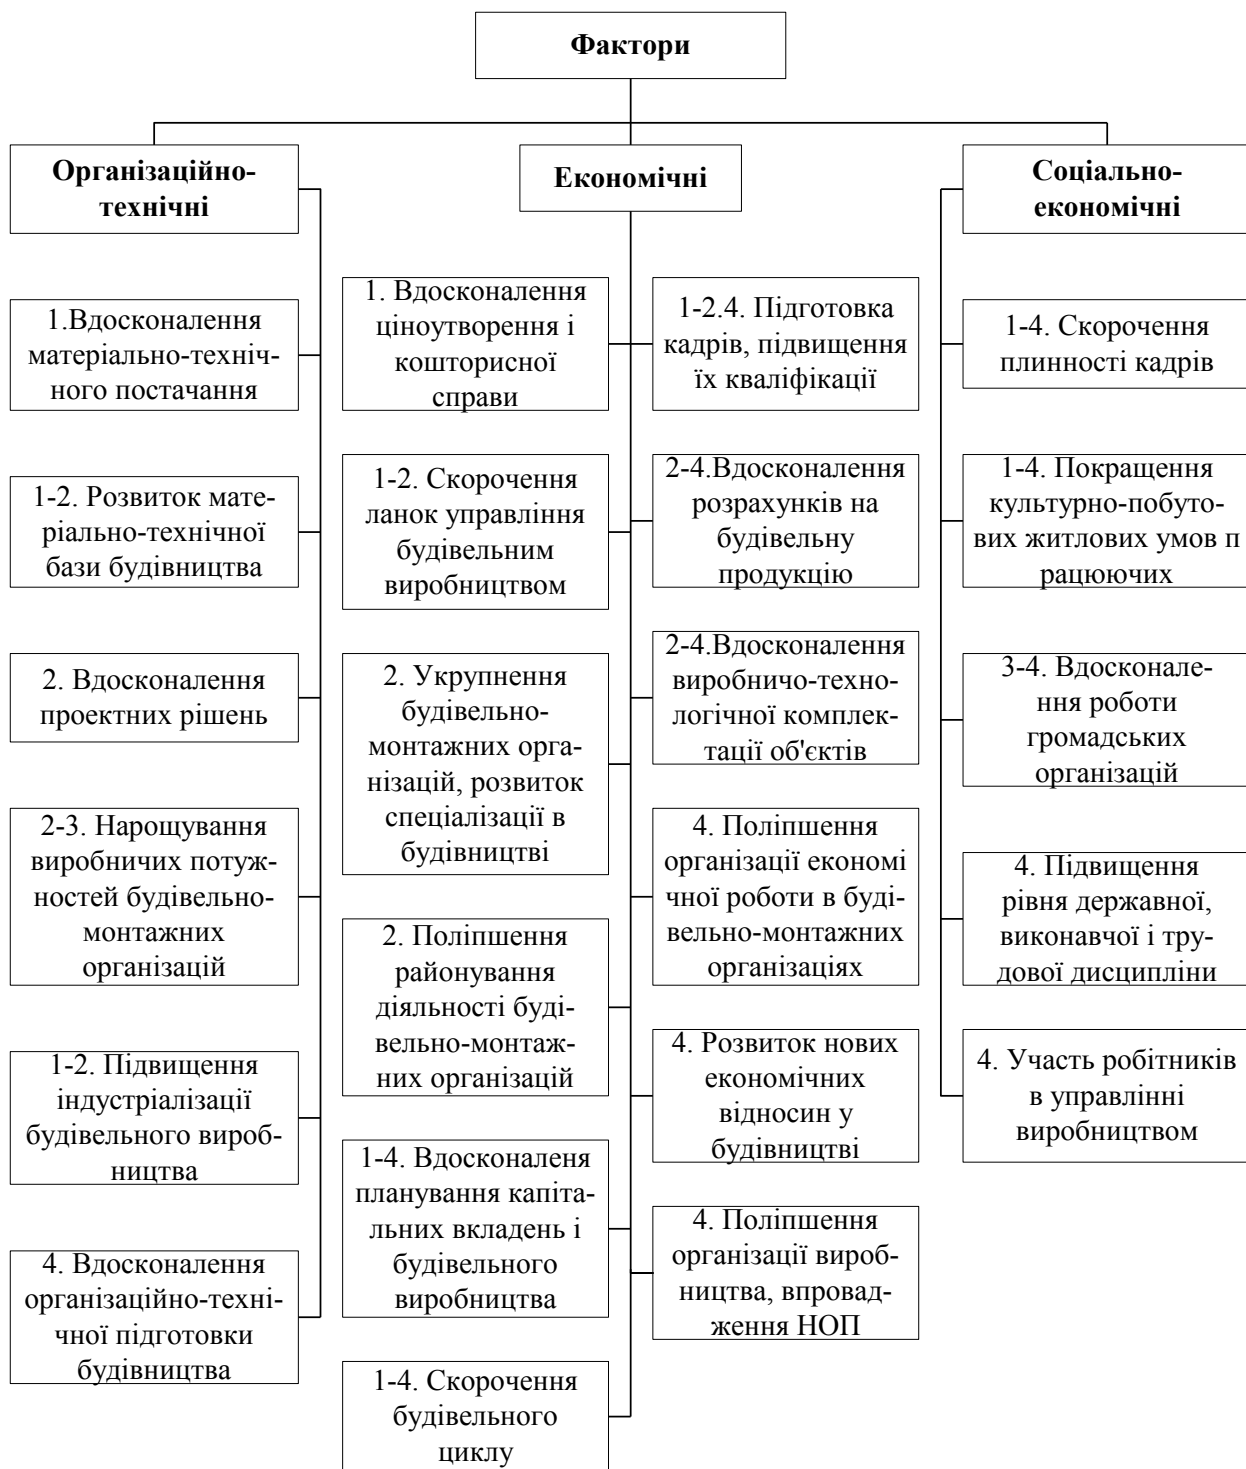 Фактори
Організаційно-
технічні
1.Вдосконалення
матеріально-техніч-
ного постачання
1-2. Розвиток мате-
ріально-технічної
бази будівництва
2. Вдосконалення
проектних рішень
2-3. Нарощування
виробничих потуж-
ностей будівельно-
монтажних
організацій
1-2. Підвищення
індустріалізації
будівельного вироб-
ництва
4. Вдосконалення
організаційно-техні-
чної підготовки
будівництва
Економічні
1. Вдосконалення
ціноутворення і
кошторисної
справи
1-2. Скорочення
ланок управління
будівельним
виробництвом
2. Укрупнення
будівельно-
монтажних орга-
нізацій, розвиток
спеціалізації в
будівництві
2. Поліпшення
районування
діяльності буді-
вельно-монтаж-
них організацій
1-4. Вдосконаленя
планування капіта-
льних вкладень і
будівельного
виробництва
1-4. Скорочення
будівельного
циклу
1-2.4. Підготовка
кадрів, підвищення
їх кваліфікації
2-4.Вдосконалення
розрахунків на
будівельну
продукцію
2-4.Вдосконалення
виробничо-техно-
логічної комплек-
тації об'єктів
4. Поліпшення
організації економі
чної роботи в буді-
вельно-монтажних
організаціях
4. Розвиток нових
економічних
відносин у
будівництві
4. Поліпшення
організації вироб-
ництва, впровад-
ження НОП
Соціально-
економічні
1-4. Скорочення
плинності кадрів
1-4. Покращення
культурно-побуто-
вих житлових умов п
рацюючих
3-4. Вдосконале-
ння роботи
громадських
організацій
4. Підвищення
рівня державної,
виконавчої і тру-
дової дисципліни
4. Участь робітників
в управлінні
виробництвом